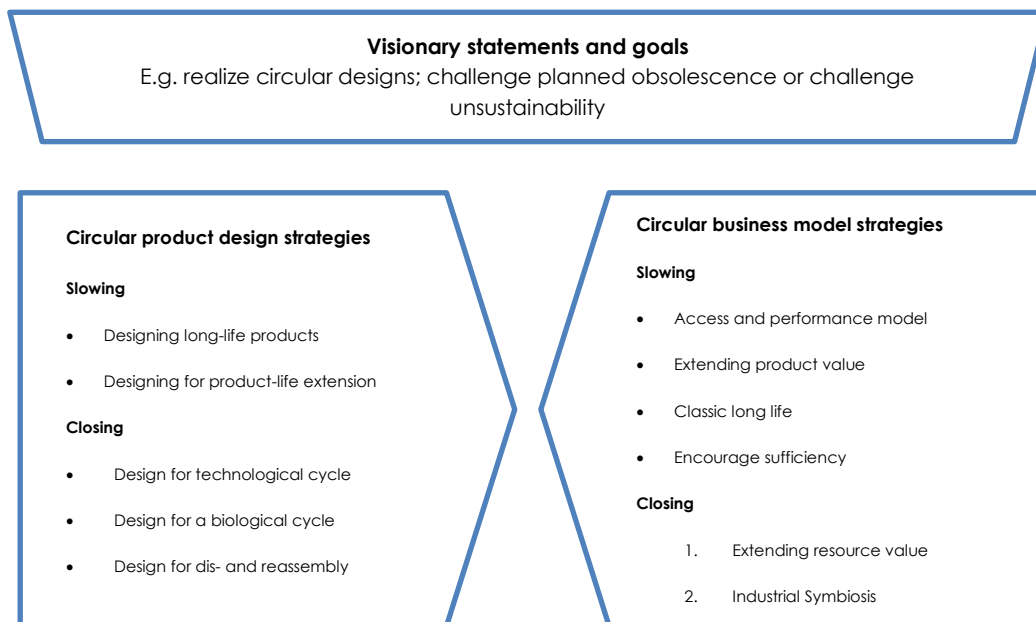 Visionary statements and goals
E.g. realize circular designs; challenge planned obsolescence or challenge
unsustainability
Circular product design strategies
Slowing
• Designing long-life products
• Designing for product-life extension
Closing
• Design for technological cycle
• Design for a biological cycle
• Design for dis- and reassembly
Circular business model strategies
Slowing
• Access and performance model
• Extending product value
• Classic long life
• Encourage sufficiency
Closing
1. Extending resource value
2. Industrial Symbiosis